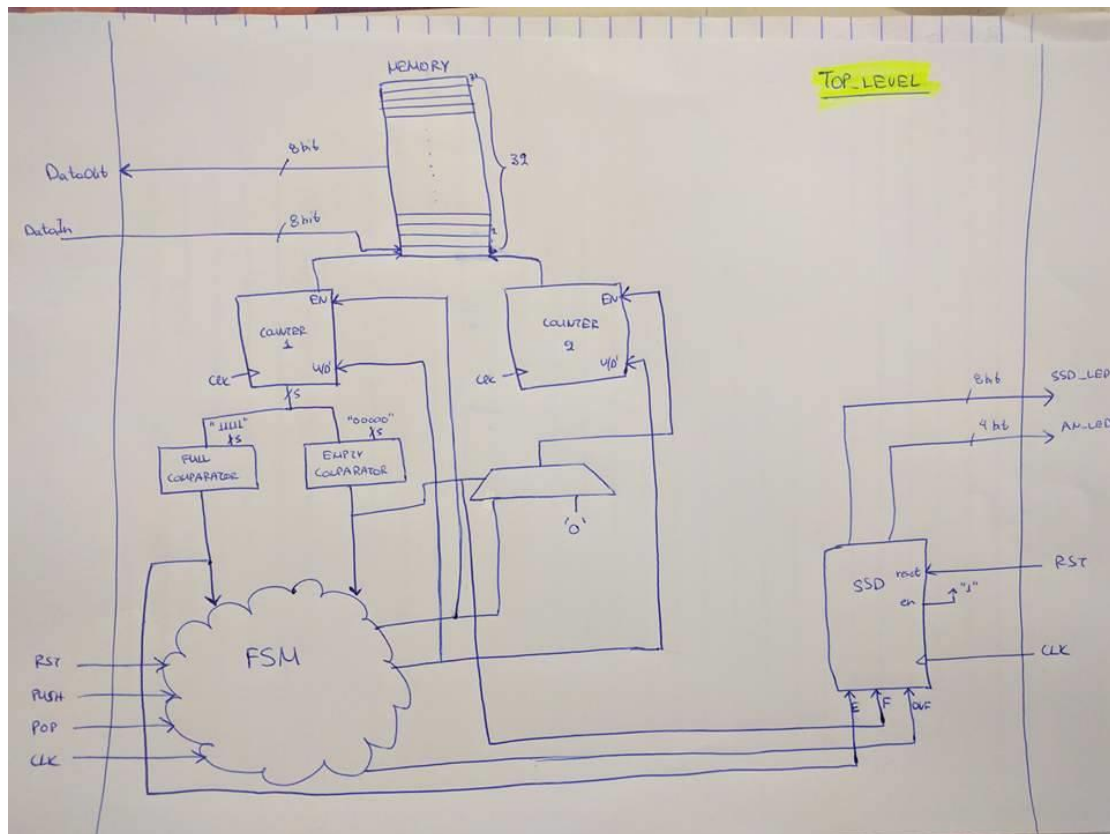 MEMORY
TOP_LEVEL
31
32
8bit
DataOut
DataIn
8bit
1
EN
COUNTER
1
U/D'
CLK
EN
COUNTER
2
U/D'
CLK
5
"11111"
5
"00000"
5
FULL
COMPARATOR
EMPTY
COMPARATOR
'0'
8bit
SSD_LED
4bit
AN_LED
SSD
reset
RST
en
"1"
CLK
E
F
OVF
FSM
RST
PUSH
POP
CLK